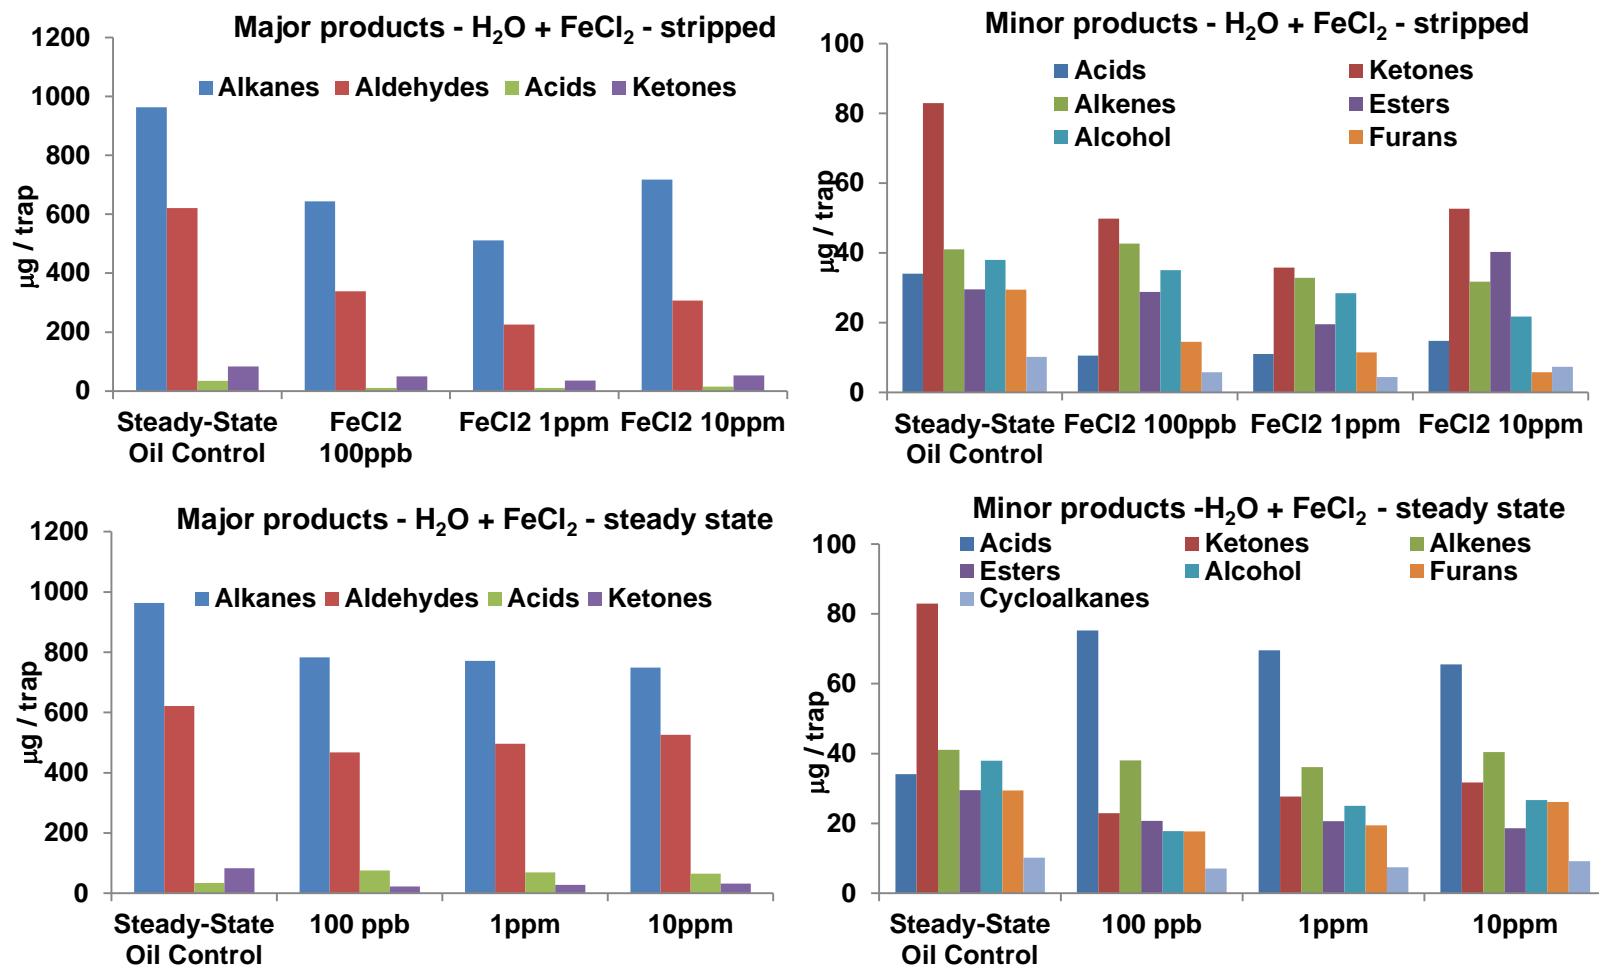 Major products - H₂O + FeCl₂ - stripped
1200
1000
800
600
400
200
0
µg / trap
Alkanes Aldehydes Acids Ketones
Steady-State
Oil Control
FeCl2
100ppb
FeCl2 1ppm
FeCl2 10ppm
Minor products - H₂O + FeCl₂ - stripped
100
80
60
40
20
0
µg / trap
Acids Ketones
Alkenes Esters
Alcohol Furans
Steady-State
Oil Control
FeCl2 100ppb
FeCl2 1ppm
FeCl2 10ppm
Major products - H₂O + FeCl₂ - steady state
1200
1000
800
600
400
200
0
µg / trap
Alkanes Aldehydes Acids Ketones
Steady-State
Oil Control
100 ppb
1ppm
10ppm
Minor products -H₂O + FeCl₂ - steady state
100
80
60
40
20
0
µg / trap
Acids Ketones Alkenes
Esters Alcohol Furans
Cycloalkanes
Steady-State
Oil Control
100 ppb
1ppm
10ppm